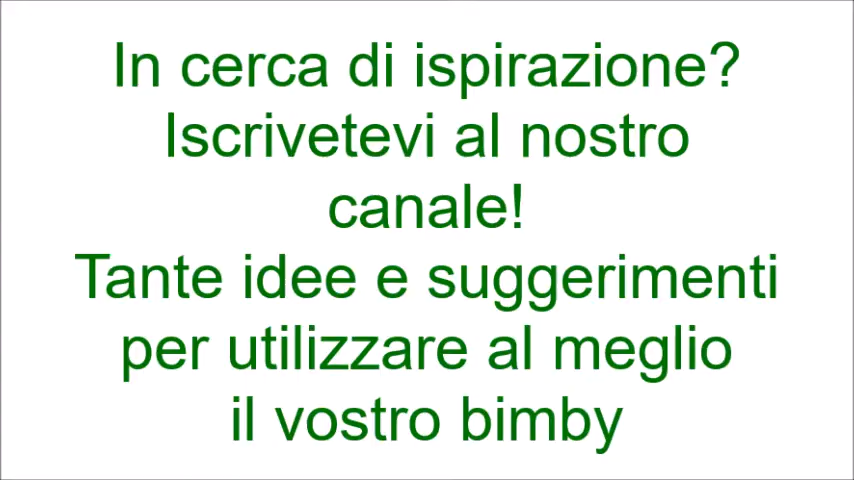 In cerca di ispirazione?
Iscrivetevi al nostro
canale!
Tante idee e suggerimenti
per utilizzare al meglio
il vostro bimby